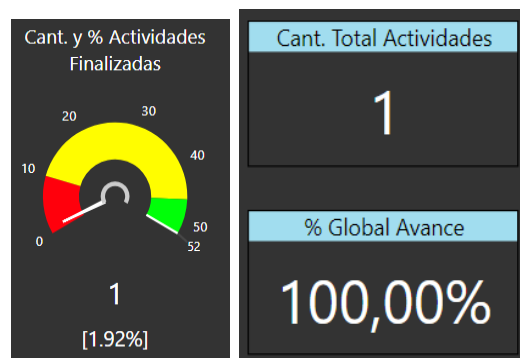 Cant. y % Actividades
Finalizadas
0
10
20
30
40
50
52
1
[1.92%]
Cant. Total Actividades
1
% Global Avance
100,00%